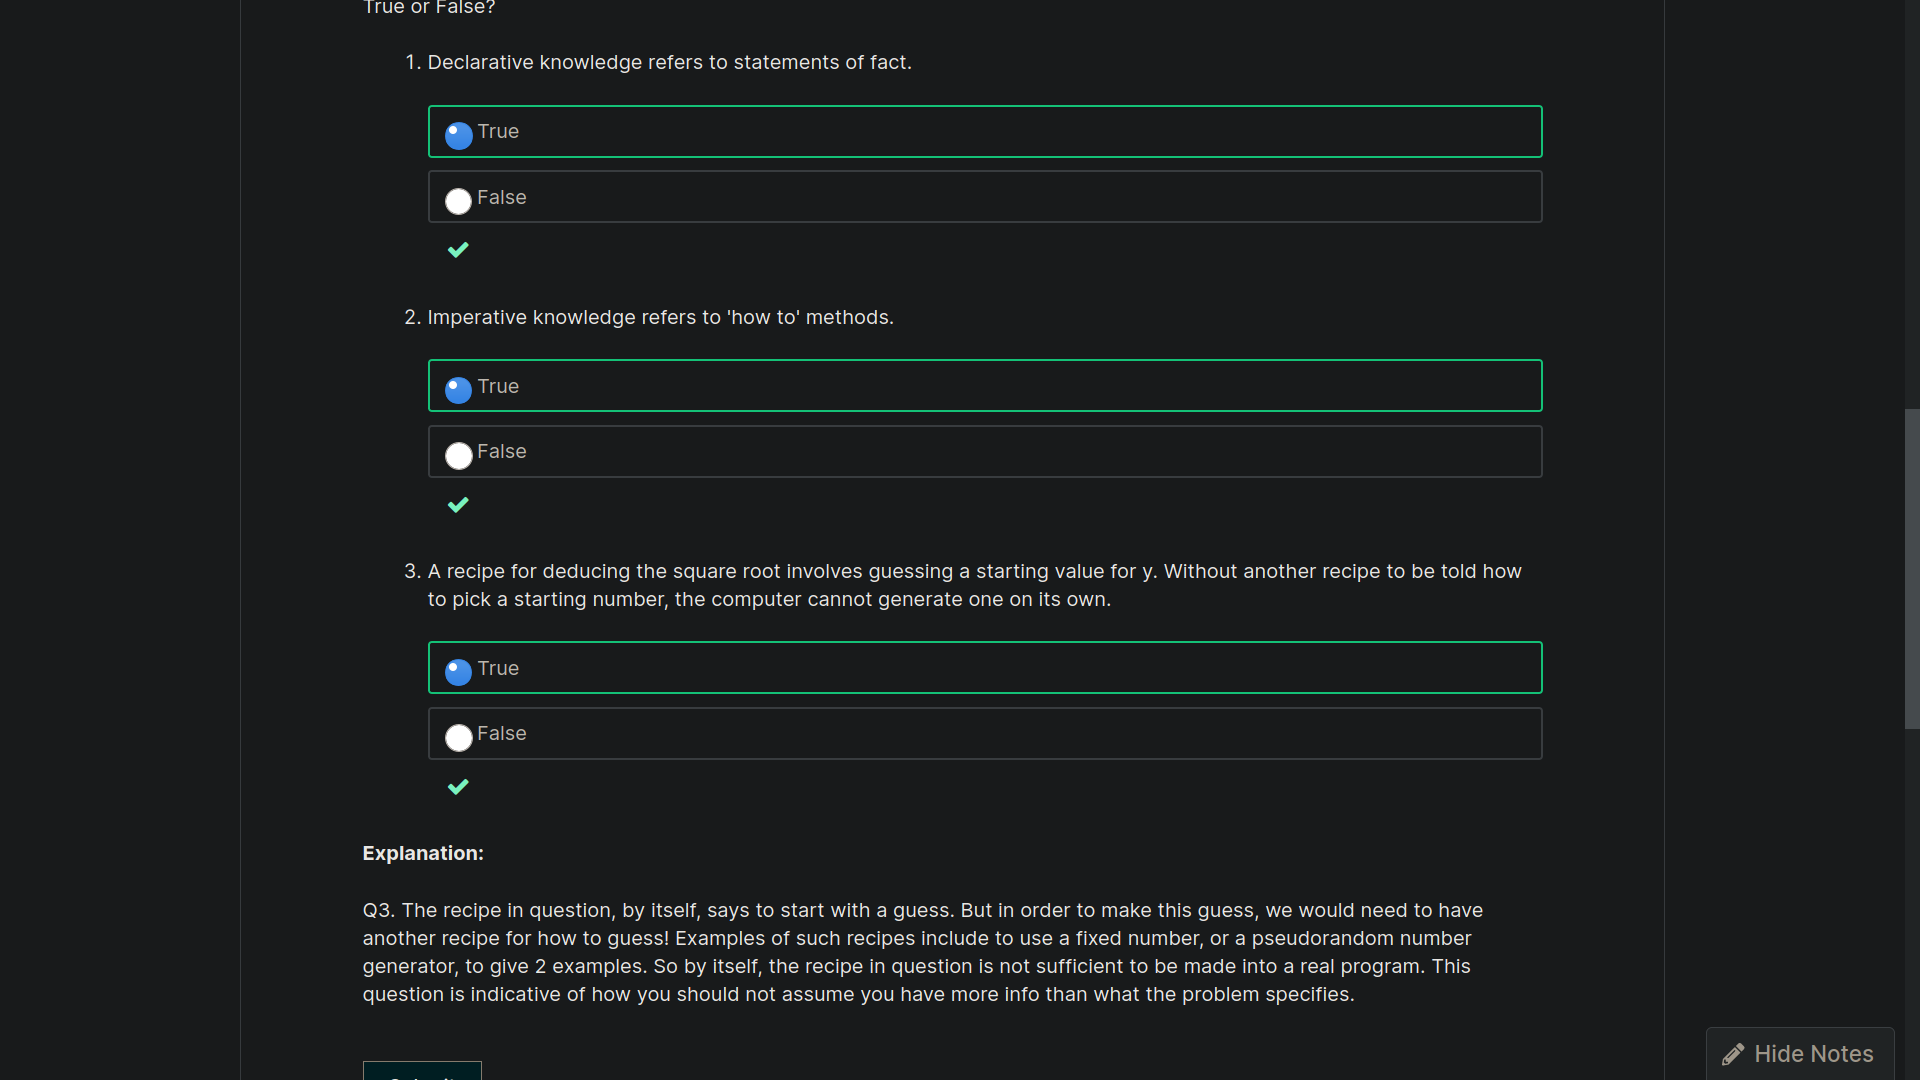 True or False?
1. Declarative knowledge refers to statements of fact.
True
False
2. Imperative knowledge refers to 'how to' methods.
True
False
3. A recipe for deducing the square root involves guessing a starting value for y. Without another recipe to be told how
to pick a starting number, the computer cannot generate one on its own.
True
False
Explanation:
Q3. The recipe in question, by itself, says to start with a guess. But in order to make this guess, we would need to have
another recipe for how to guess! Examples of such recipes include to use a fixed number, or a pseudorandom number
generator, to give 2 examples. So by itself, the recipe in question is not sufficient to be made into a real program. This
question is indicative of how you should not assume you have more info than what the problem specifies.
Hide Notes